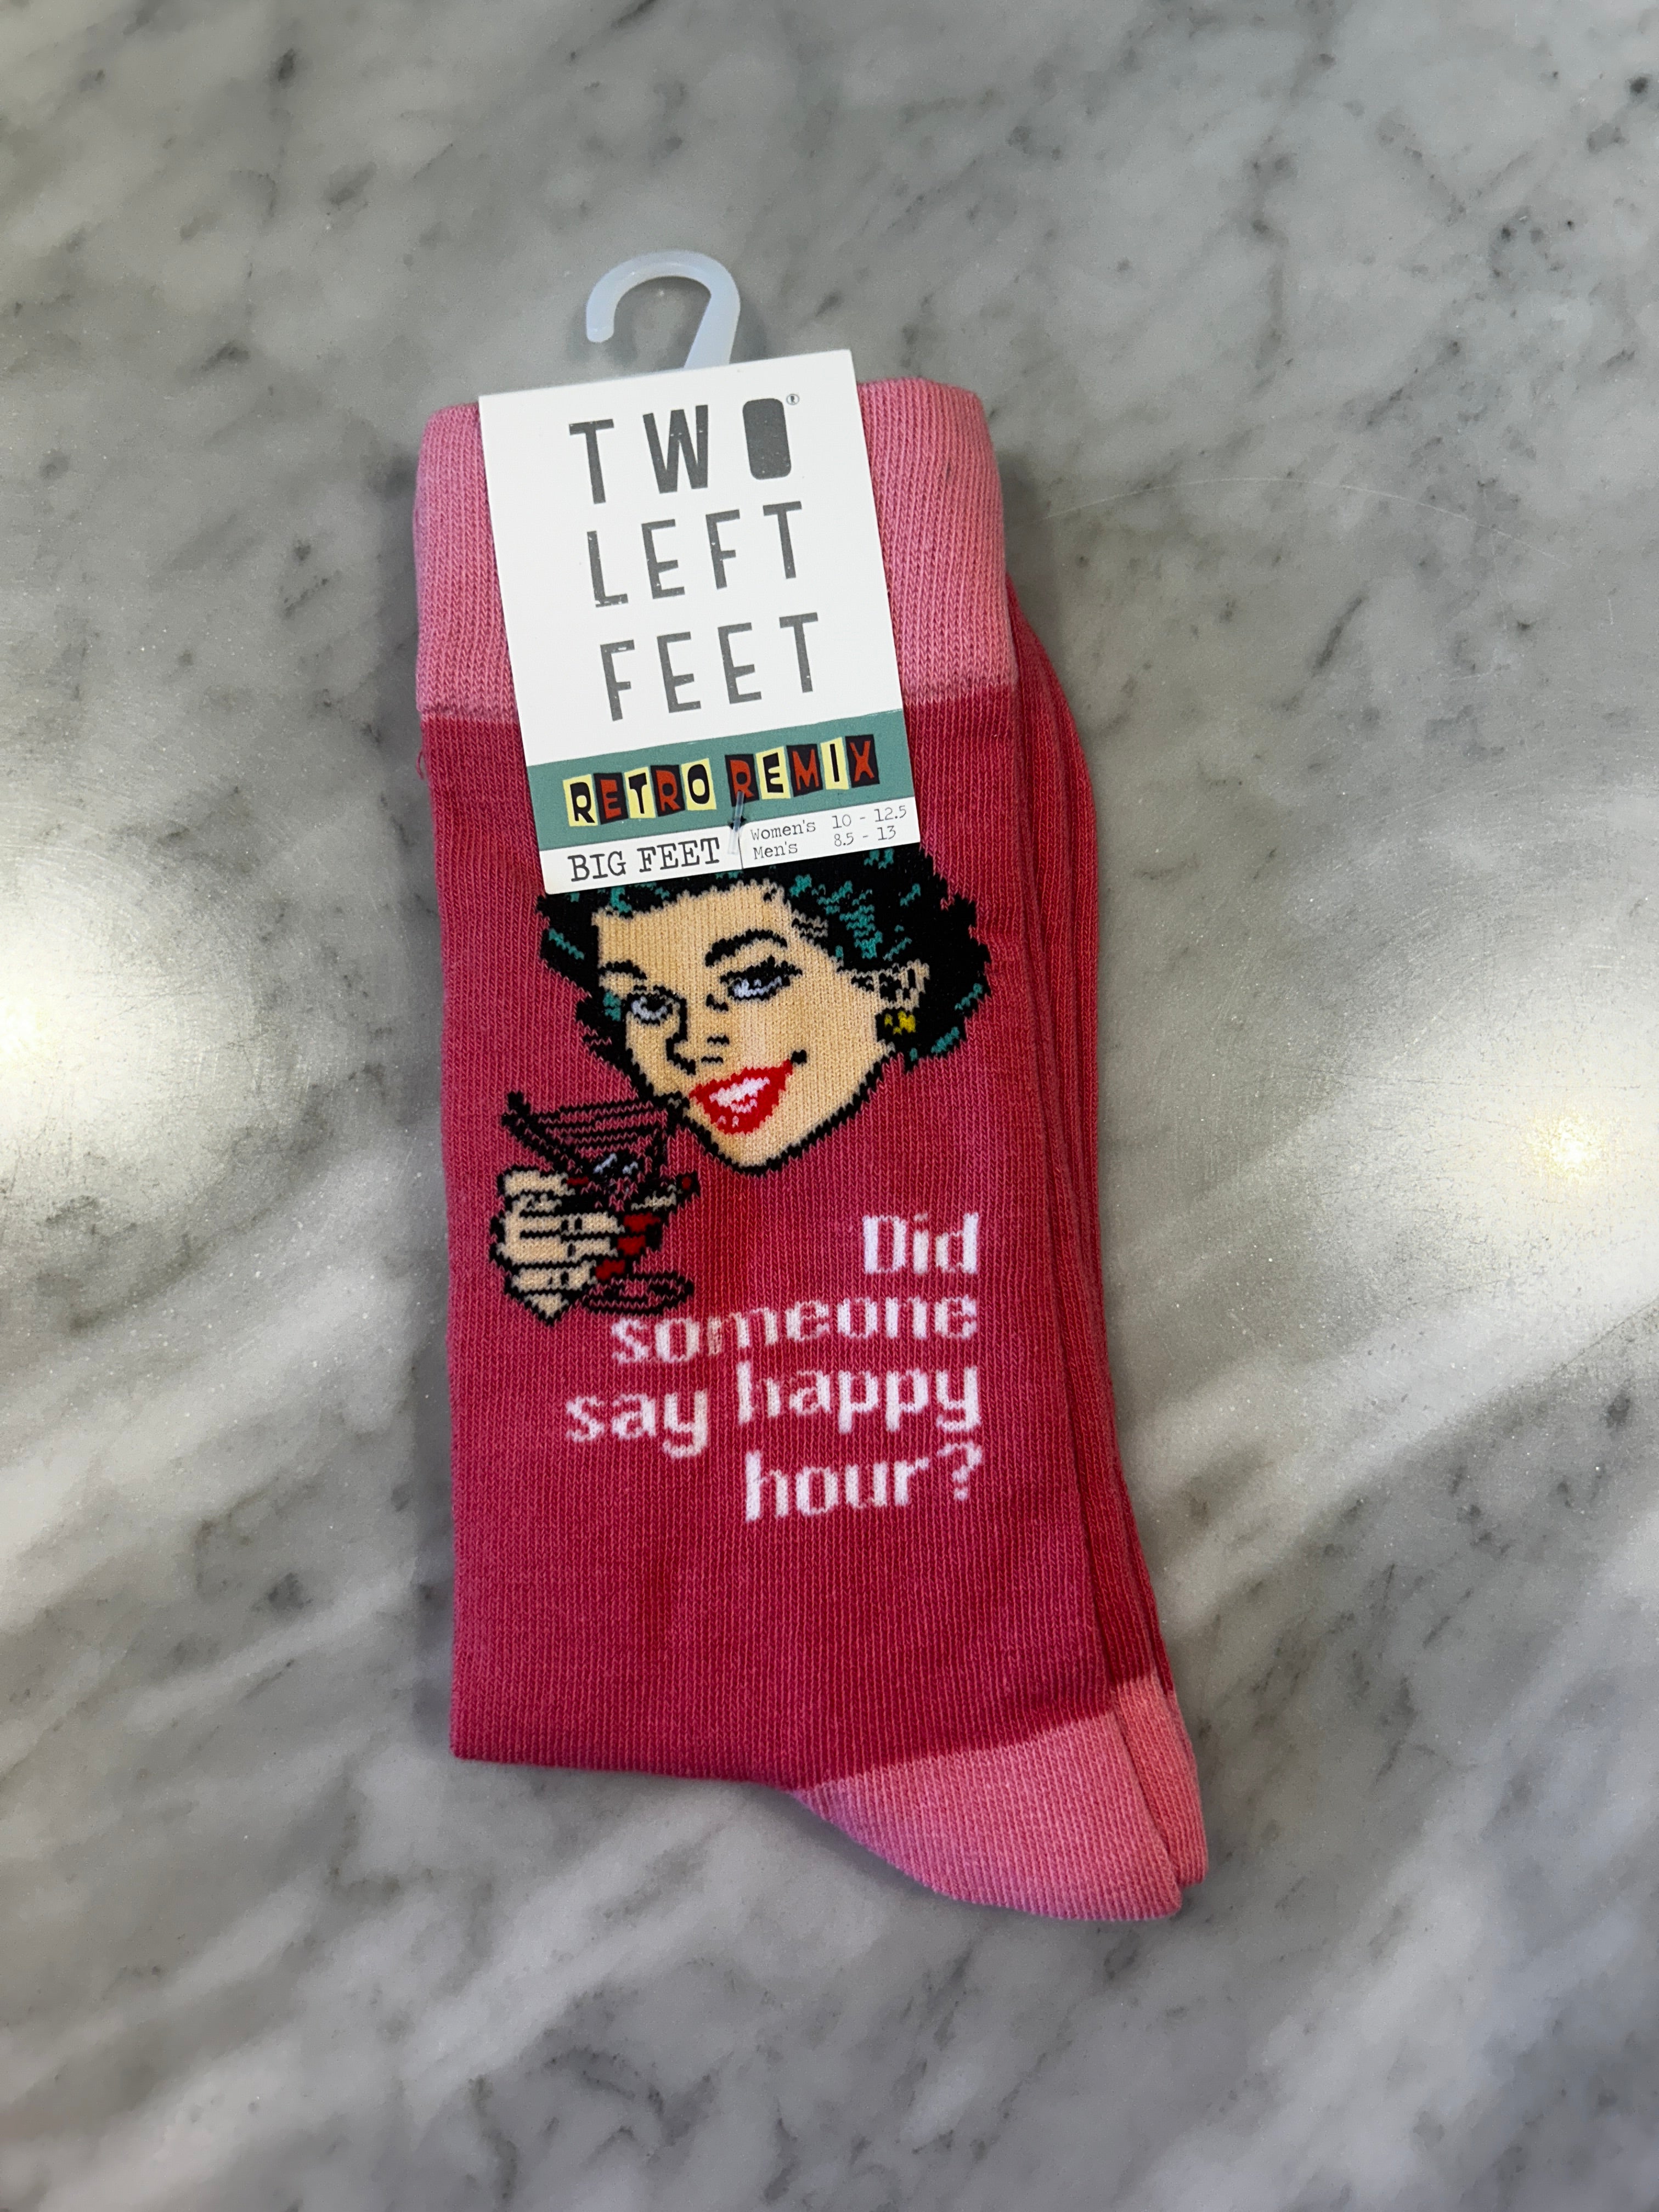 TWO®
LEFT
FEET
RETRO REMIX
BIG FEET
Women's 10 - 12.5
Men's 8.5 - 13
Did
someone
say happy
hour?